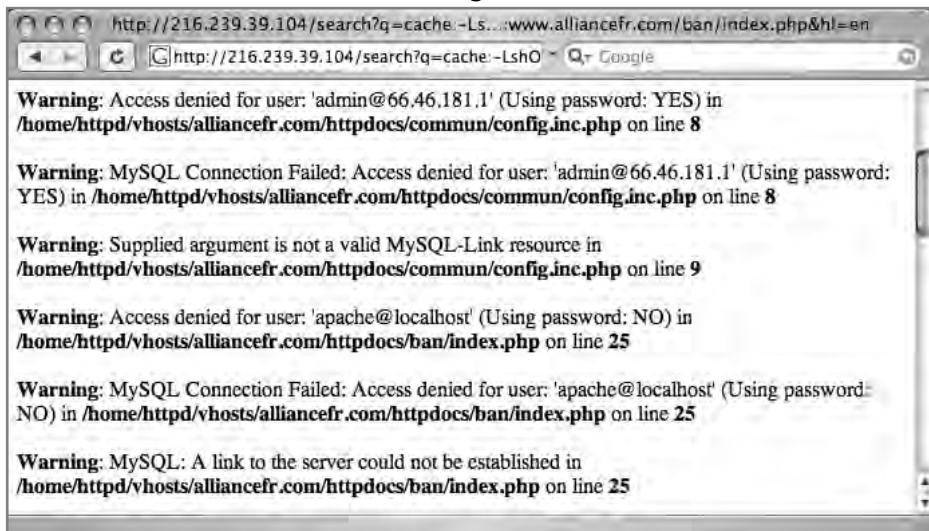 http://216.239.39.104/search?q=cache:-Ls...:www.alliancefr.com/ban/index.php&hl=en
http://216.239.39.104/search?q=cache:-LshO Google
Warning: Access denied for user: 'admin@66.46.181.1' (Using password: YES) in
/home/httpd/vhosts/alliancefr.com/httpdocs/commun/config.inc.php on line 8
Warning: MySQL Connection Failed: Access denied for user: 'admin@66.46.181.1' (Using password:
YES) in /home/httpd/vhosts/alliancefr.com/httpdocs/commun/config.inc.php on line 8
Warning: Supplied argument is not a valid MySQL-Link resource in
/home/httpd/vhosts/alliancefr.com/httpdocs/commun/config.inc.php on line 9
Warning: Access denied for user: 'apache@localhost' (Using password: NO) in
/home/httpd/vhosts/alliancefr.com/httpdocs/ban/index.php on line 25
Warning: MySQL Connection Failed: Access denied for user: 'apache@localhost' (Using password:
NO) in /home/httpd/vhosts/alliancefr.com/httpdocs/ban/index.php on line 25
Warning: MySQL: A link to the server could not be established in
/home/httpd/vhosts/alliancefr.com/httpdocs/ban/index.php on line 25